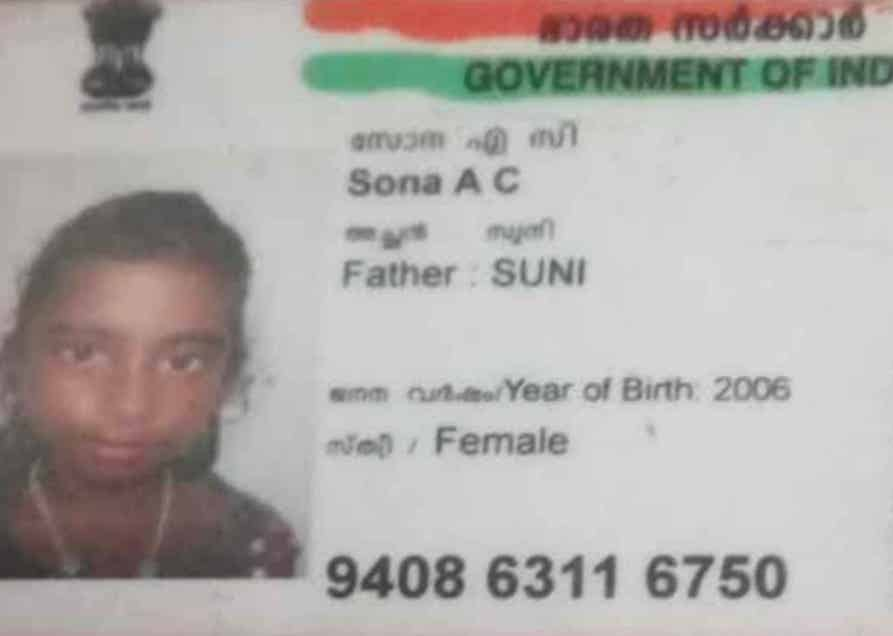 ഭാരത സർക്കാർ
GOVERNMENT OF IND
സോന എ സി
Sona A C
അച്ഛൻ സുനി
Father : SUNI
ജനന വർഷം/Year of Birth: 2006
സ്ത്രീ / Female
9408 6311 6750